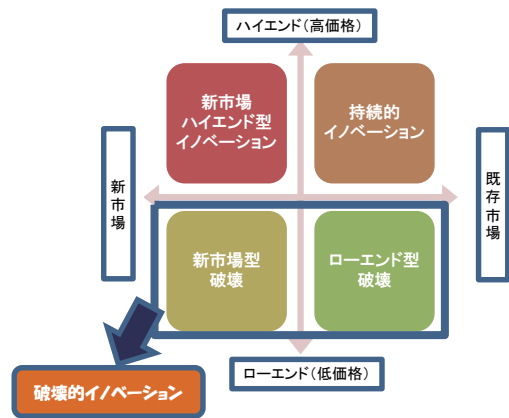 ハイエンド(高価格)
新市場
ハイエンド型
イノベーション
持続的
イノベーション
新市場
既存市場
新市場型
破壊
ローエンド型
破壊
ローエンド(低価格)
破壊的イノベーション